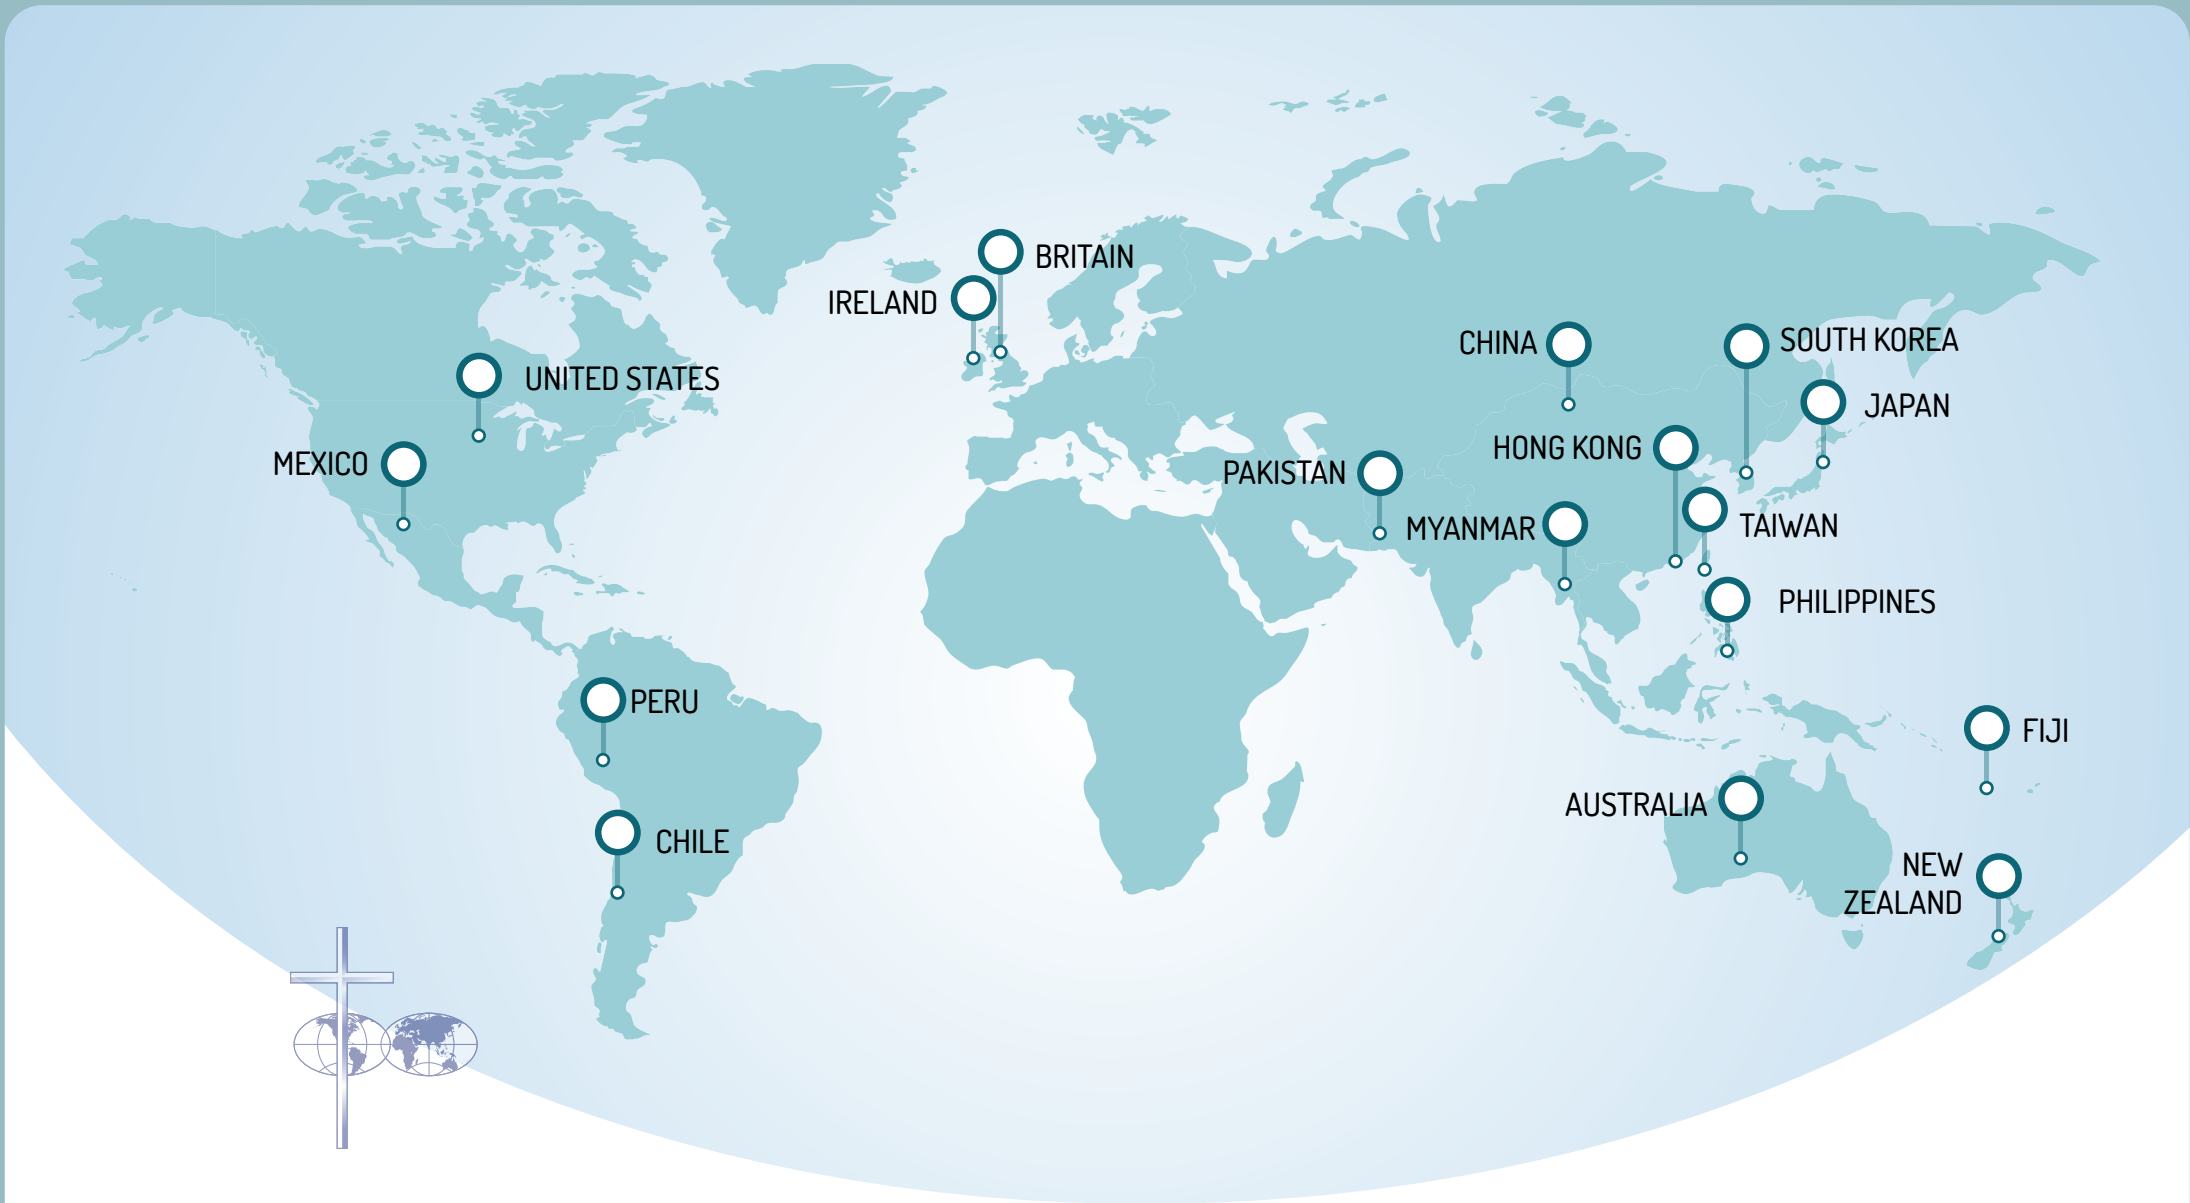 BRITAIN
IRELAND
CHINA
SOUTH KOREA
UNITED STATES
JAPAN
HONG KONG
MEXICO
PAKISTAN
MYANMAR
TAIWAN
PHILIPPINES
PERU
FIJI
AUSTRALIA
CHILE
NEW
ZEALAND